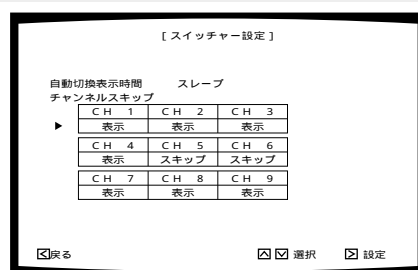 [ スイッチャー設定 ]
自動切換表示時間 スレーブ
チャンネルスキップ
CH 1 CH 2 CH 3
▶ 表示 表示 表示
CH 4 CH 5 CH 6
表示 スキップ スキップ
CH 7 CH 8 CH 9
表示 表示 表示
戻る 選択 設定